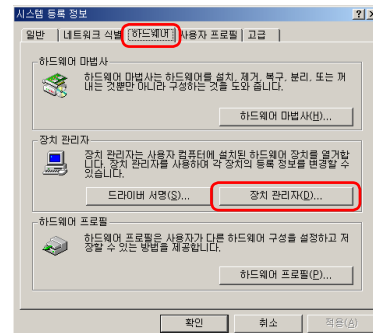 시스템 등록 정보
일반 네트워크 식별 하드웨어 사용자 프로필 고급
하드웨어 마법사
하드웨어 마법사는 하드웨어를 설치, 제거, 복구, 분리, 또는 꺼
내는 것뿐만 아니라 구성하는 것을 도와 줍니다.
하드웨어 마법사(H)...
장치 관리자
장치 관리자는 사용자 컴퓨터에 설치된 하드웨어 장치를 열거합
니다. 장치 관리자를 사용하여 각 장치의 등록 정보를 변경할 수
있습니다.
드라이버 서명(S)... 장치 관리자(D)...
하드웨어 프로필
하드웨어 프로필은 사용자가 다른 하드웨어 구성을 설정하고 저
장할 수 있는 방법을 제공합니다.
하드웨어 프로필(P)...
확인 취소 적용(A)